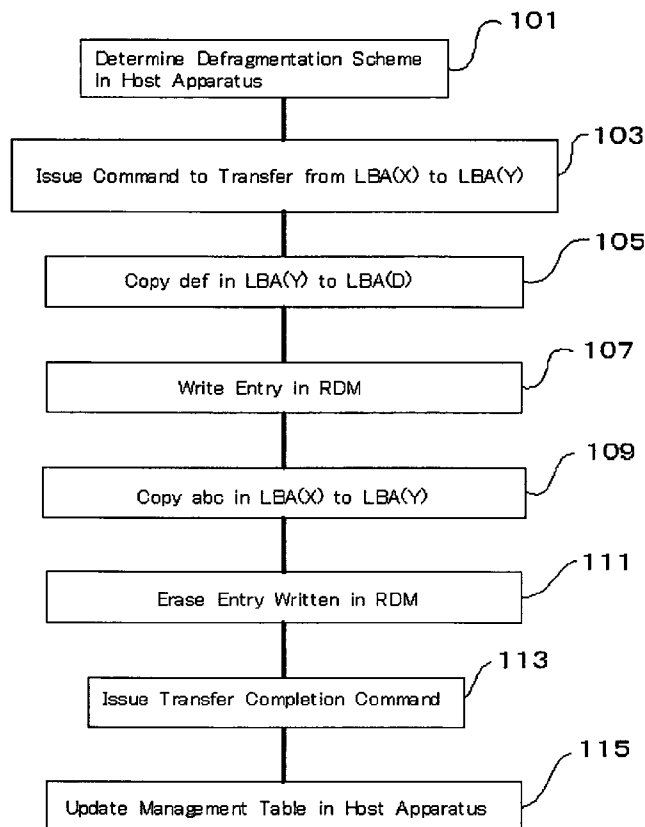 101
Determine Defragmentation Scheme
in Host Apparatus
103
Issue Command to Transfer from LBA(X) to LBA(Y)
105
Copy def in LBA(Y) to LBA(D)
107
Write Entry in RDM
109
Copy abc in LBA(X) to LBA(Y)
111
Erase Entry Written in RDM
113
Issue Transfer Completion Command
115
Update Management Table in Host Apparatus